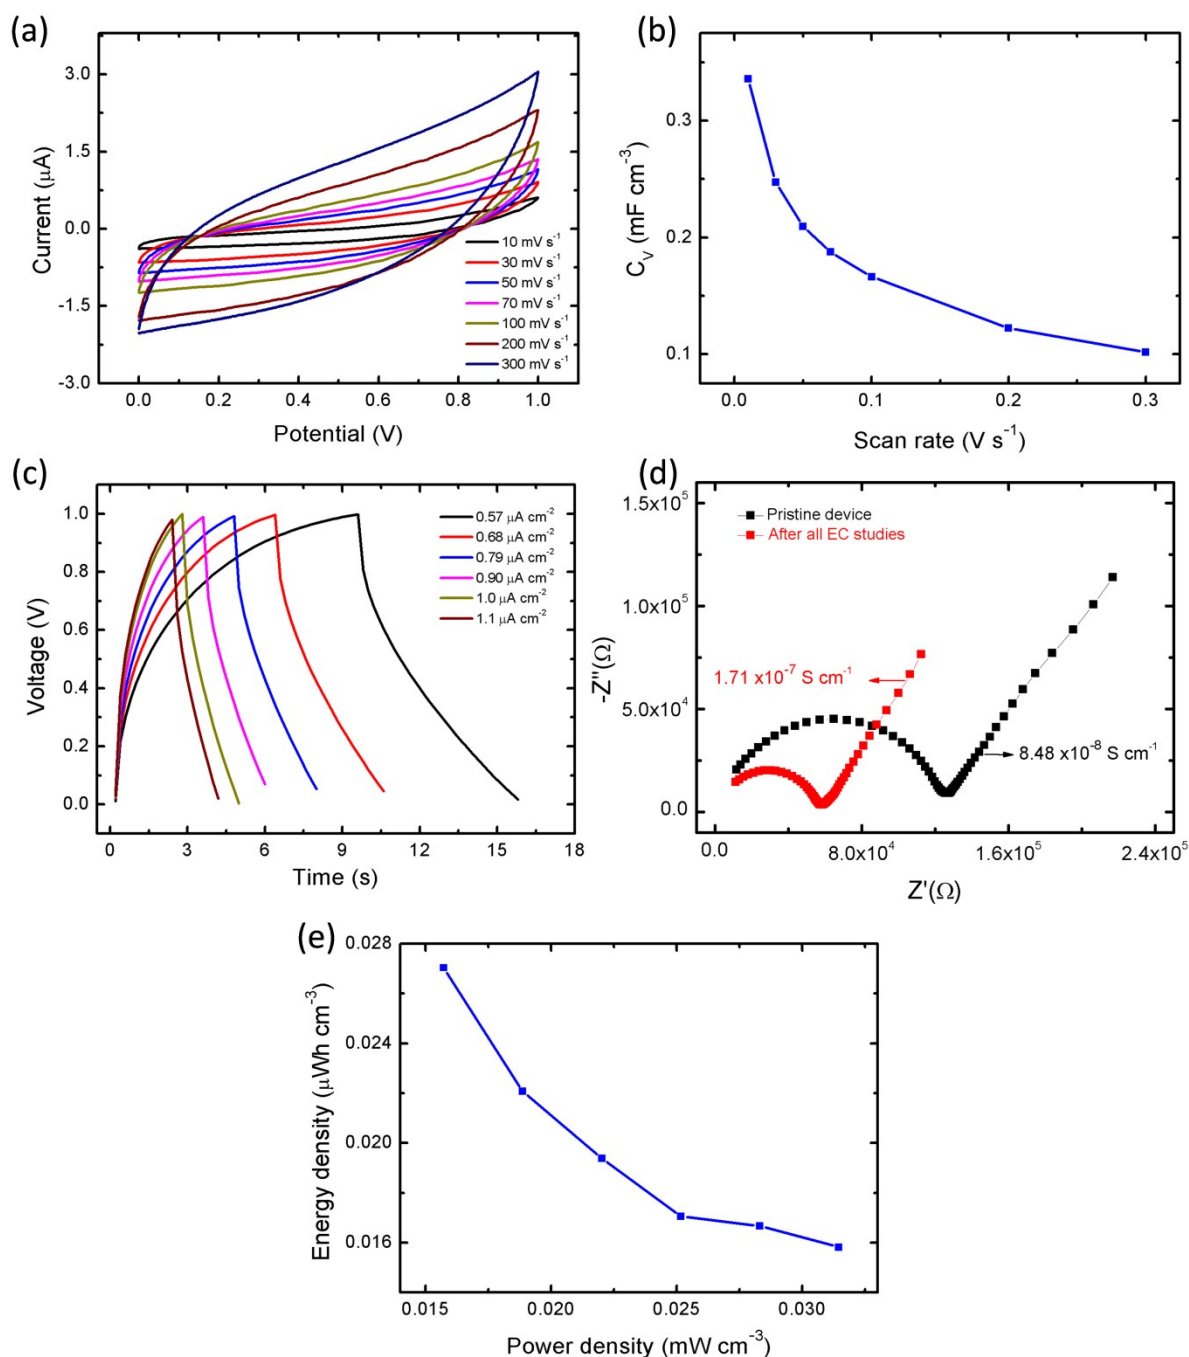 (a)
3.0
1.5
0.0
-1.5
-3.0
Current (μA)
10 mV s⁻¹
30 mV s⁻¹
50 mV s⁻¹
70 mV s⁻¹
100 mV s⁻¹
200 mV s⁻¹
300 mV s⁻¹
0.0 0.2 0.4 0.6 0.8 1.0
Potential (V)
(b)
0.3
0.2
0.1
C_V (mF cm⁻³)
0.0 0.1 0.2 0.3
Scan rate (V s⁻¹)
(c)
1.0
0.8
0.6
0.4
0.2
0.0
Voltage (V)
0.57 μA cm⁻²
0.68 μA cm⁻²
0.79 μA cm⁻²
0.90 μA cm⁻²
1.0 μA cm⁻²
1.1 μA cm⁻²
0 3 6 9 12 15 18
Time (s)
(d)
1.5x10⁵
1.0x10⁵
5.0x10⁴
0.0
-Z''(Ω)
Pristine device
After all EC studies
1.71 x10⁻⁷ S cm⁻¹
8.48 x10⁻⁸ S cm⁻¹
0.0 8.0x10⁴ 1.6x10⁵ 2.4x10⁵
Z'(Ω)
(e)
0.028
0.024
0.020
0.016
Energy density (μWh cm⁻³)
0.015 0.020 0.025 0.030
Power density (mW cm⁻³)